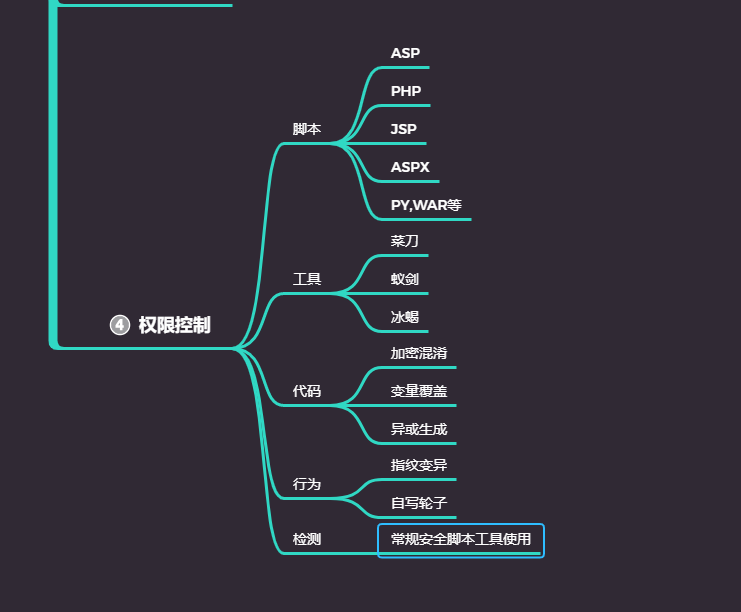 ASP
PHP
脚本
JSP
ASPX
PY,WAR等
菜刀
工具
蚁剑
冰蝎
④ 权限控制
加密混淆
代码
变量覆盖
异或生成
指纹变异
行为
自写轮子
检测
常规安全脚本工具使用